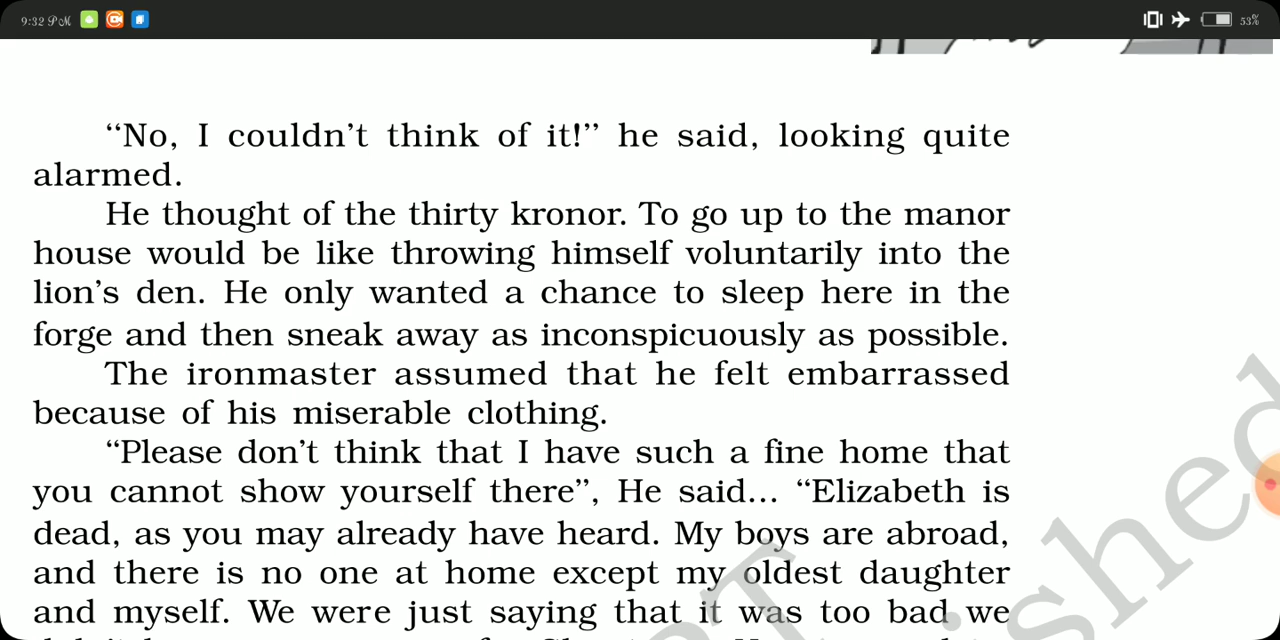 9:32 PM
53%
“No, I couldn’t think of it!” he said, looking quite
alarmed.
He thought of the thirty kronor. To go up to the manor
house would be like throwing himself voluntarily into the
lion’s den. He only wanted a chance to sleep here in the
forge and then sneak away as inconspicuously as possible.
The ironmaster assumed that he felt embarrassed
because of his miserable clothing.
“Please don’t think that I have such a fine home that
you cannot show yourself there”, He said... “Elizabeth is
dead, as you may already have heard. My boys are abroad,
and there is no one at home except my oldest daughter
and myself. We were just saying that it was too bad we